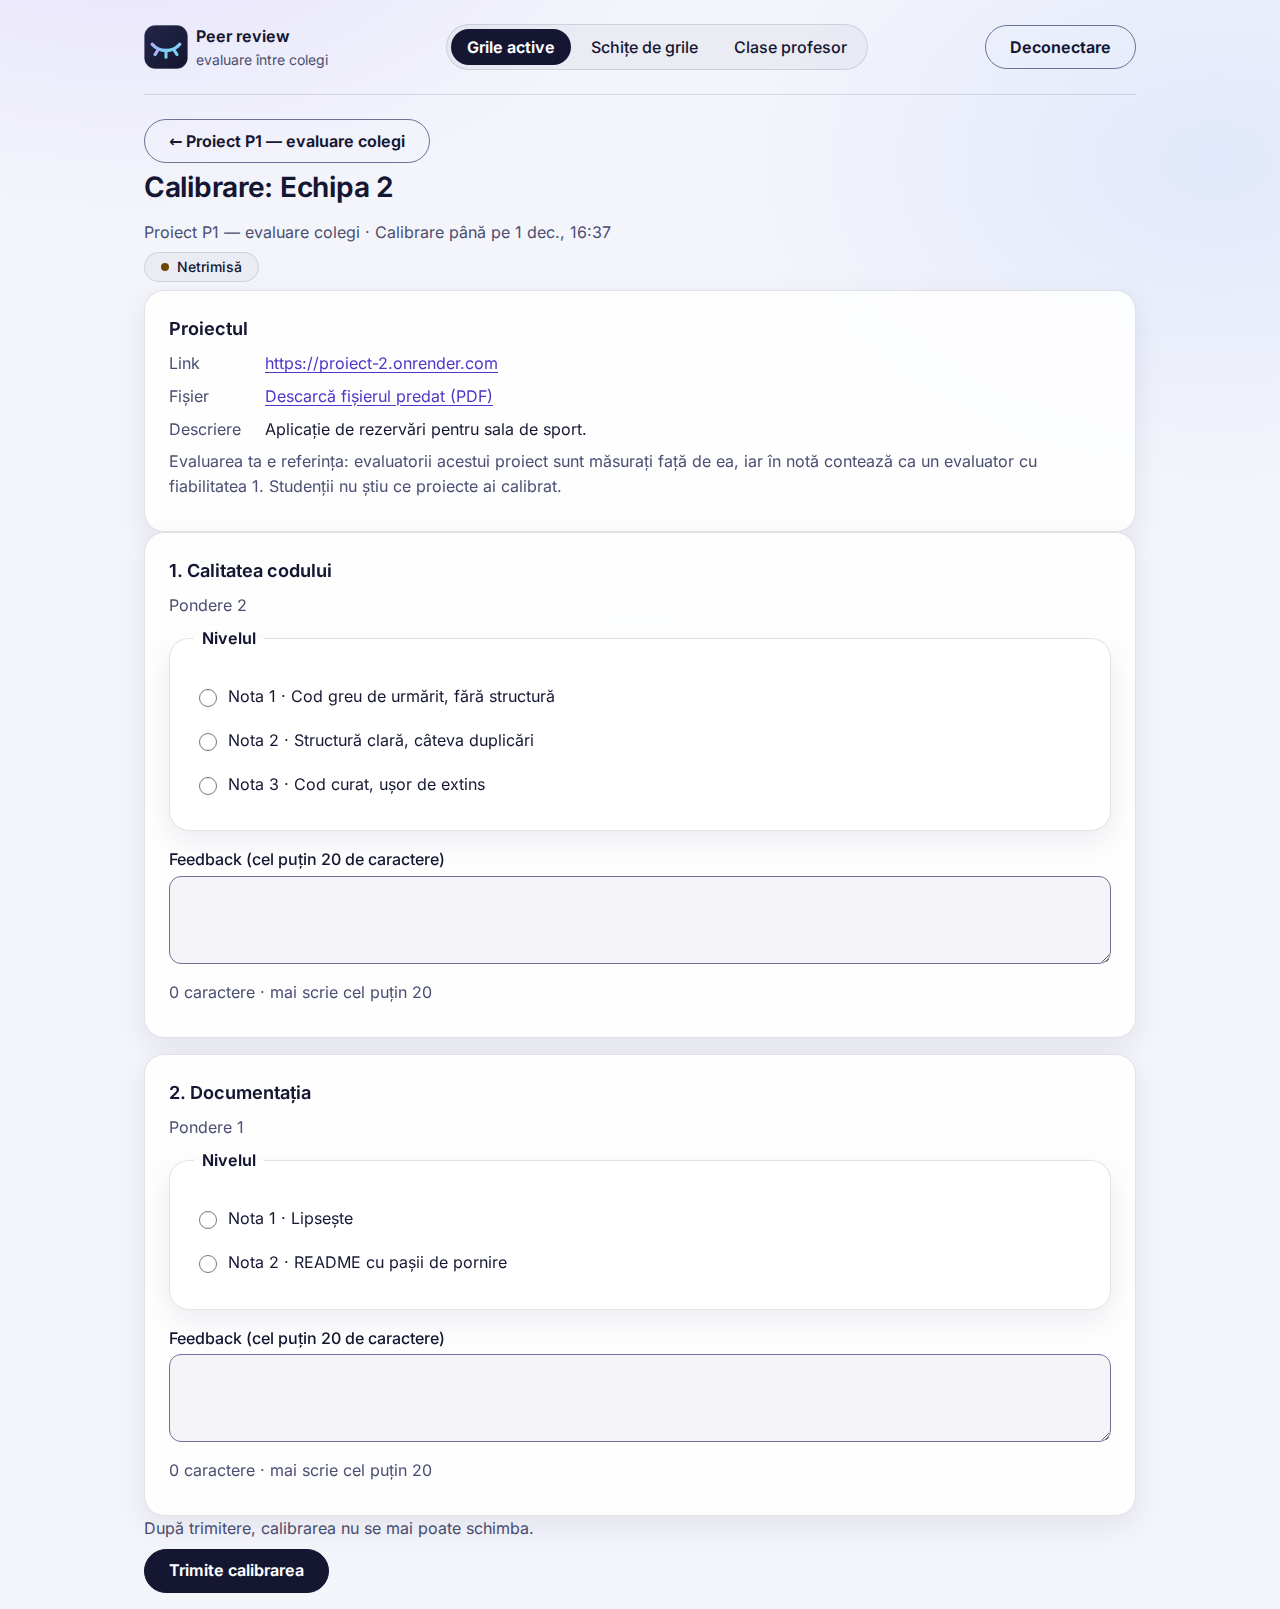 Peer review
evaluare între colegi
Grile active
Schițe de grile
Clase profesor
Deconectare
← Proiect P1 — evaluare colegi
Calibrare: Echipa 2
Proiect P1 — evaluare colegi · Calibrare până pe 1 dec., 16:37
Netrimisă
Proiectul
Link https://proiect-2.onrender.com
Fișier Descarcă fișierul predat (PDF)
Descriere Aplicație de rezervări pentru sala de sport.
Evaluarea ta e referința: evaluatorii acestui proiect sunt măsurați față de ea, iar în notă contează ca un evaluator cu
fiabilitatea 1. Studenții nu știu ce proiecte ai calibrat.
1. Calitatea codului
Pondere 2
Nivelul
Nota 1 · Cod greu de urmărit, fără structură
Nota 2 · Structură clară, câteva duplicări
Nota 3 · Cod curat, ușor de extins
Feedback (cel puțin 20 de caractere)
0 caractere · mai scrie cel puțin 20
2. Documentația
Pondere 1
Nivelul
Nota 1 · Lipsește
Nota 2 · README cu pașii de pornire
Feedback (cel puțin 20 de caractere)
0 caractere · mai scrie cel puțin 20
După trimitere, calibrarea nu se mai poate schimba.
Trimite calibrarea